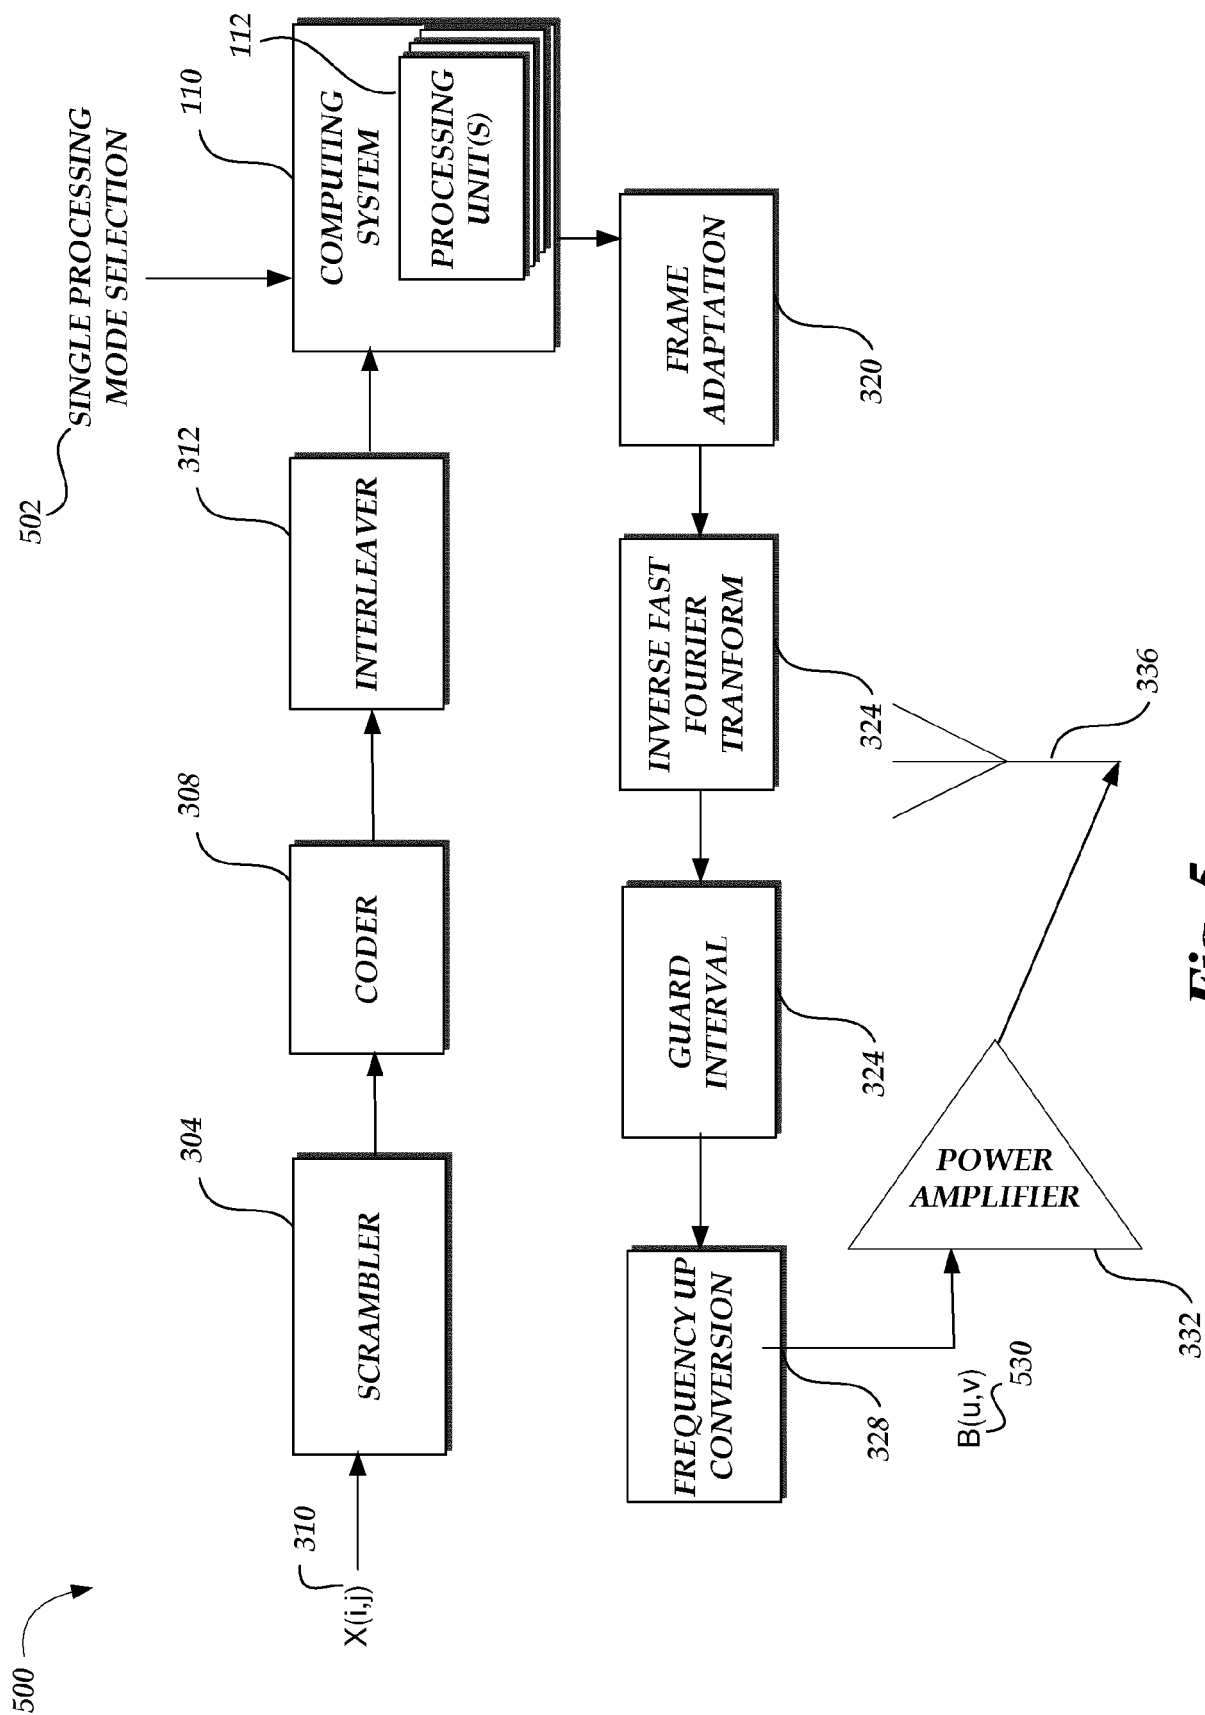 500
502
SINGLE PROCESSING
MODE SELECTION
X(i,j)
310
SCRAMBLER
304
CODER
308
INTERLEAVER
312
COMPUTING
SYSTEM
110
PROCESSING
UNIT(S)
112
FRAME
ADAPTATION
320
INVERSE FAST
FOURIER
TRANFORM
324
GUARD
INTERVAL
324
FREQUENCY UP
CONVERSION
328
B(u,v)
530
POWER
AMPLIFIER
332
336